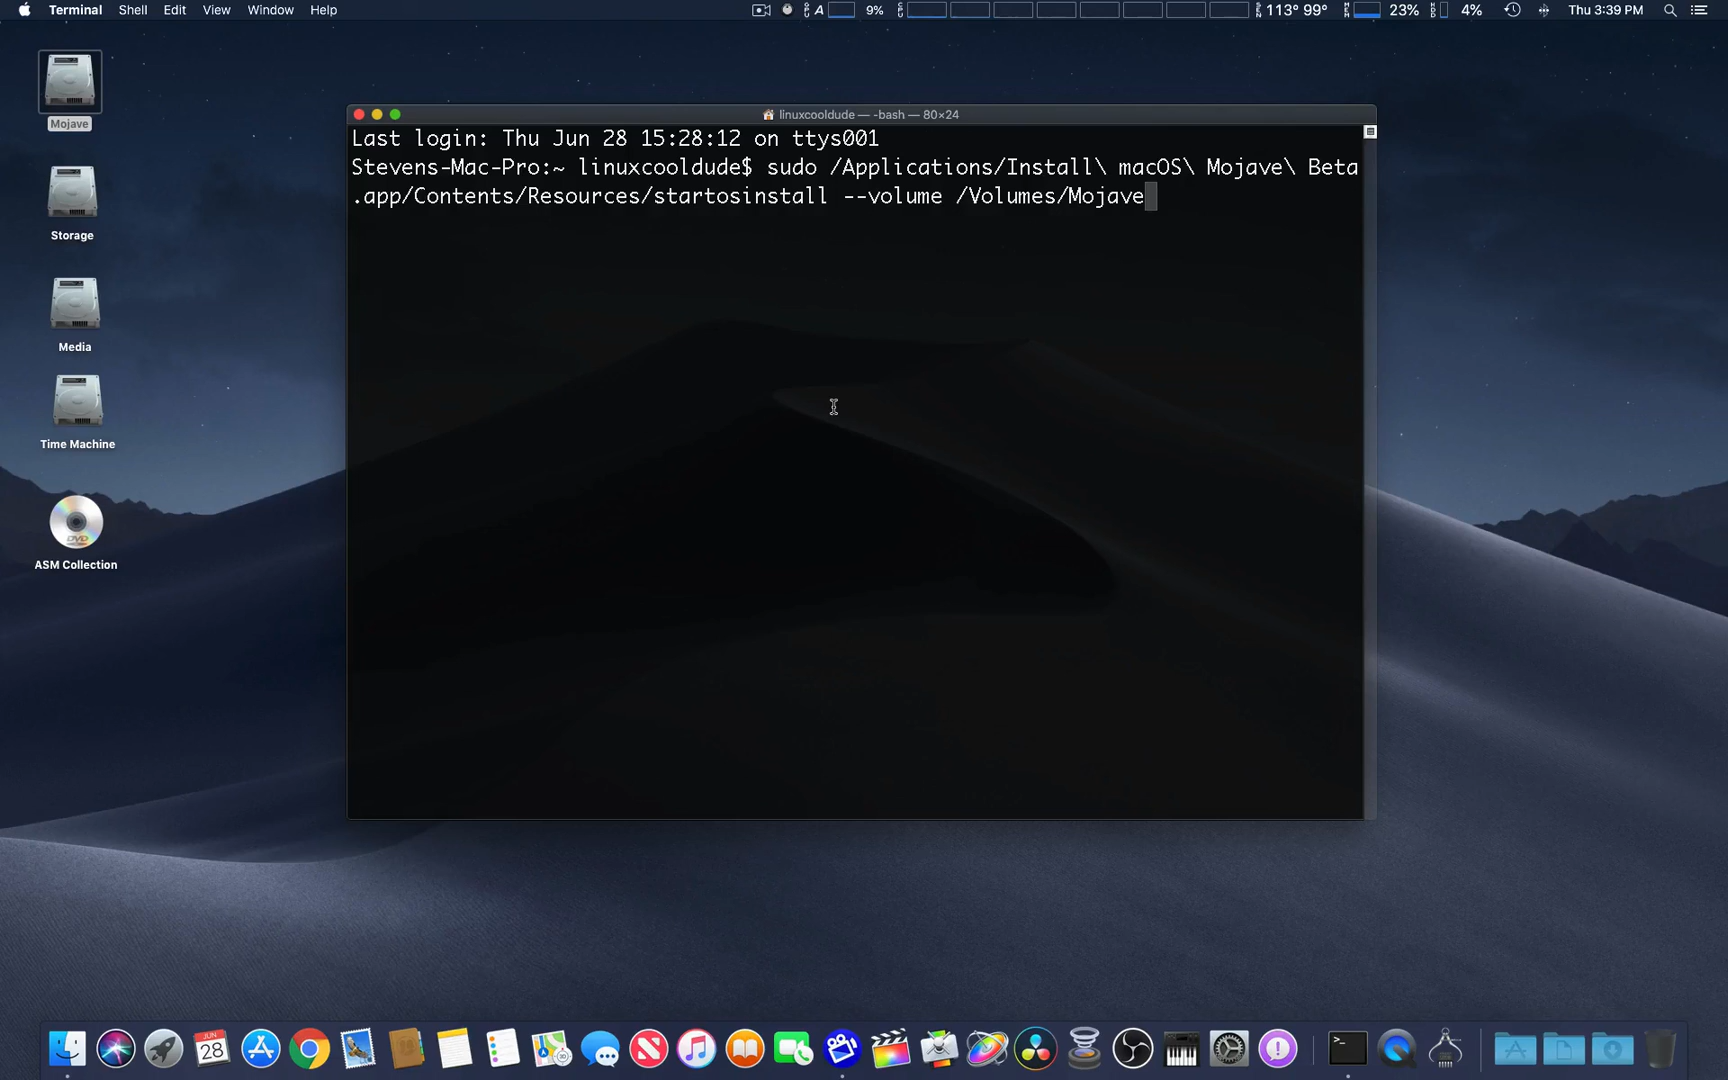 Terminal Shell Edit View Window Help A 9% 113° 99° 23% 4% Thu 3:39 PM
linuxcooldude — -bash — 80×24
Last login: Thu Jun 28 15:28:12 on ttys001
Stevens-Mac-Pro:~ linuxcooldude$ sudo /Applications/Install\ macOS\ Mojave\ Beta
.app/Contents/Resources/startosinstall --volume /Volumes/Mojave
Mojave
Storage
Media
Time Machine
DVD
ASM Collection
JUN
28
>_